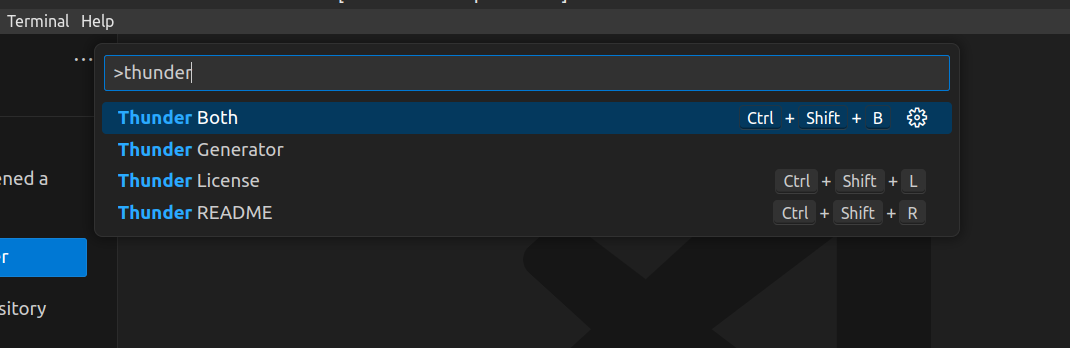 Terminal Help
...
>thunder
Thunder Both Ctrl + Shift + B
Thunder Generator
Thunder License Ctrl + Shift + L
Thunder README Ctrl + Shift + R
ened a
r
sitory